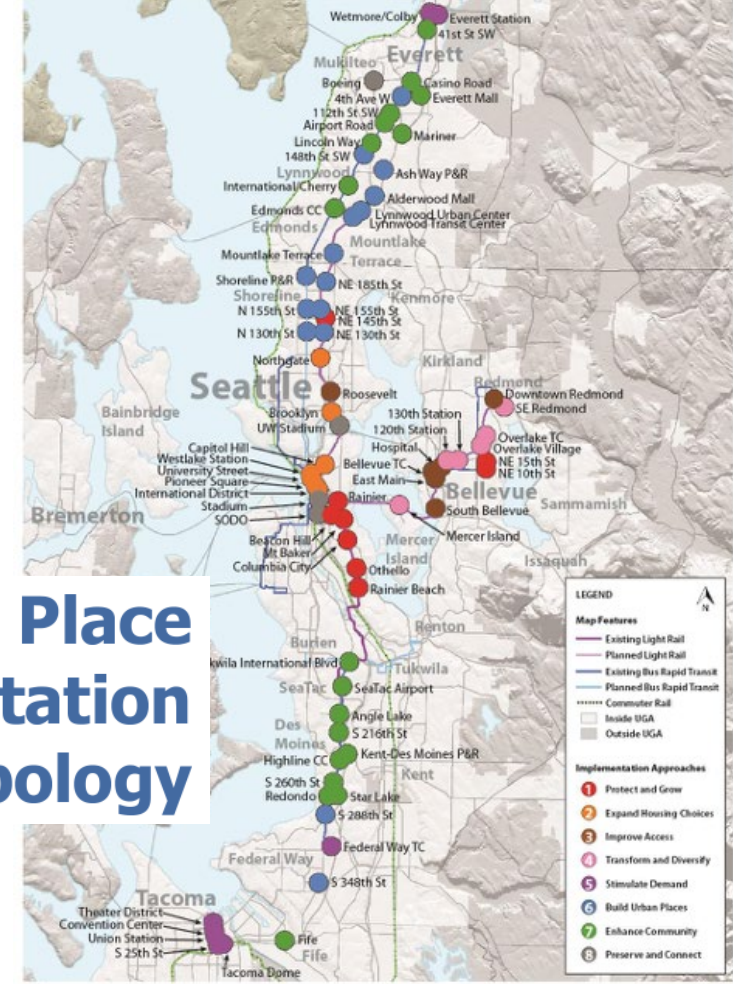 Wetmore/Colby
Everett Station
41st St SW
Everett
Mukilteo
Boeing
Casino Road
4th Ave W
Everett Mall
112th St SW
Airport Road
Mariner
Lincoln Way
148th St SW
Ash Way P&R
Lynnwood
International/Cherry
Alderwood Mall
Edmonds CC
Lynnwood Urban Center
Lynnwood Transit Center
Edmonds
Mountlake
Terrace
Mountlake Terrace
Shoreline P&R
NE 185th St
Shoreline
Kenmore
N 155th St
NE 155th St
NE 145th St
N 130th St
NE 130th St
Northgate
Kirkland
Seattle
Roosevelt
Redmond
Downtown Redmond
SE Redmond
Bainbridge
Island
Brooklyn
UW Stadium
130th Station
120th Station
Overlake TC
Overlake Village
Capitol Hill
Westlake Station
University Street
Pioneer Square
International District
Stadium
SODO
Hospital
Bellevue TC
East Main
NE 15th St
NE 10th St
Bellevue
Rainier
South Bellevue
Sammamish
Bremerton
Mercer Island
Beacon Hill
Mt Baker
Columbia City
Mercer
Island
Issaquah
Othello
Rainier Beach
Place
tation
pology
Renton
Burien
kwila International Blvd
Tukwila
SeaTac
SeaTac Airport
Angle Lake
Des
Moines
S 216th St
Kent-Des Moines P&R
Highline CC
Kent
S 260th St
Redondo
Star Lake
S 288th St
Federal Way TC
Federal Way
S 348th St
Tacoma
Theater District
Convention Center
Union Station
S 25th St
Fife
Fife
Tacoma Dome
LEGEND
N
Map Features
Existing Light Rail
Planned Light Rail
Existing Bus Rapid Transit
Planned Bus Rapid Transit
Commuter Rail
Inside UGA
Outside UGA
Implementation Approaches
1 Protect and Grow
2 Expand Housing Choices
3 Improve Access
4 Transform and Diversify
5 Stimulate Demand
6 Build Urban Places
7 Enhance Community
8 Preserve and Connect